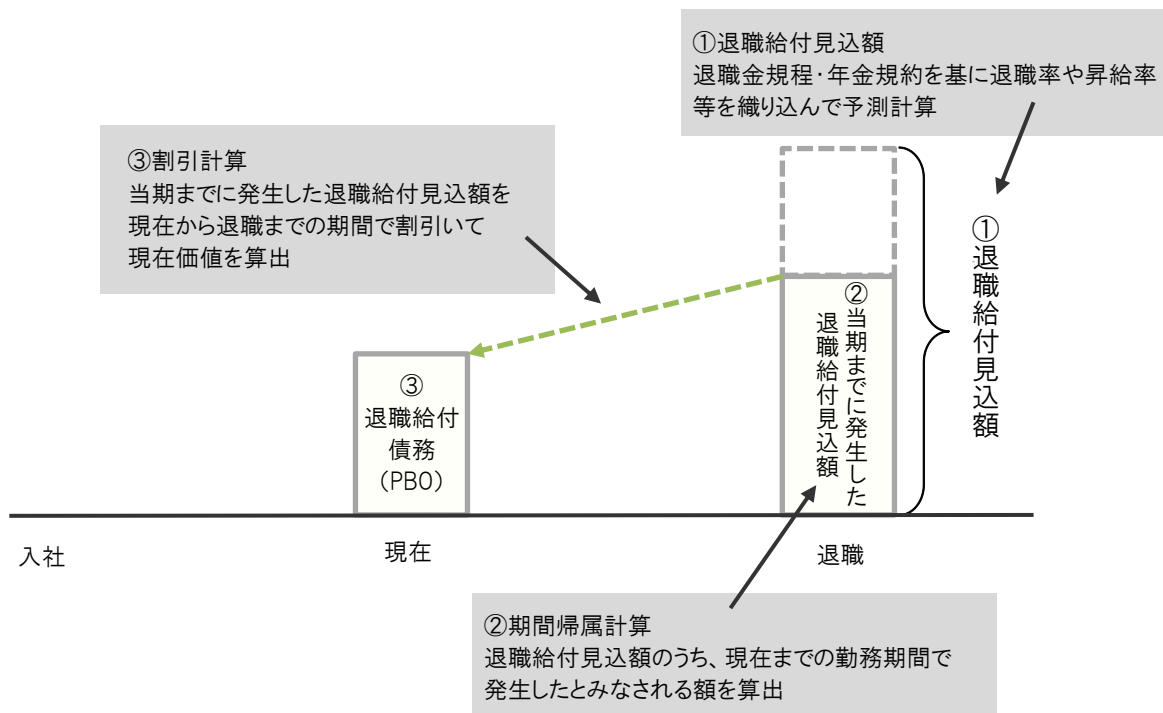 ①退職給付見込額
退職金規程・年金規約を基に退職率や昇給率
等を織り込んで予測計算
③割引計算
当期までに発生した退職給付見込額を
現在から退職までの期間で割引いて
現在価値を算出
①退職給付見込額
②当期までに発生した
退職給付見込額
③
退職給付
債務
(PBO)
入社
現在
退職
②期間帰属計算
退職給付見込額のうち、現在までの勤務期間で
発生したとみなされる額を算出